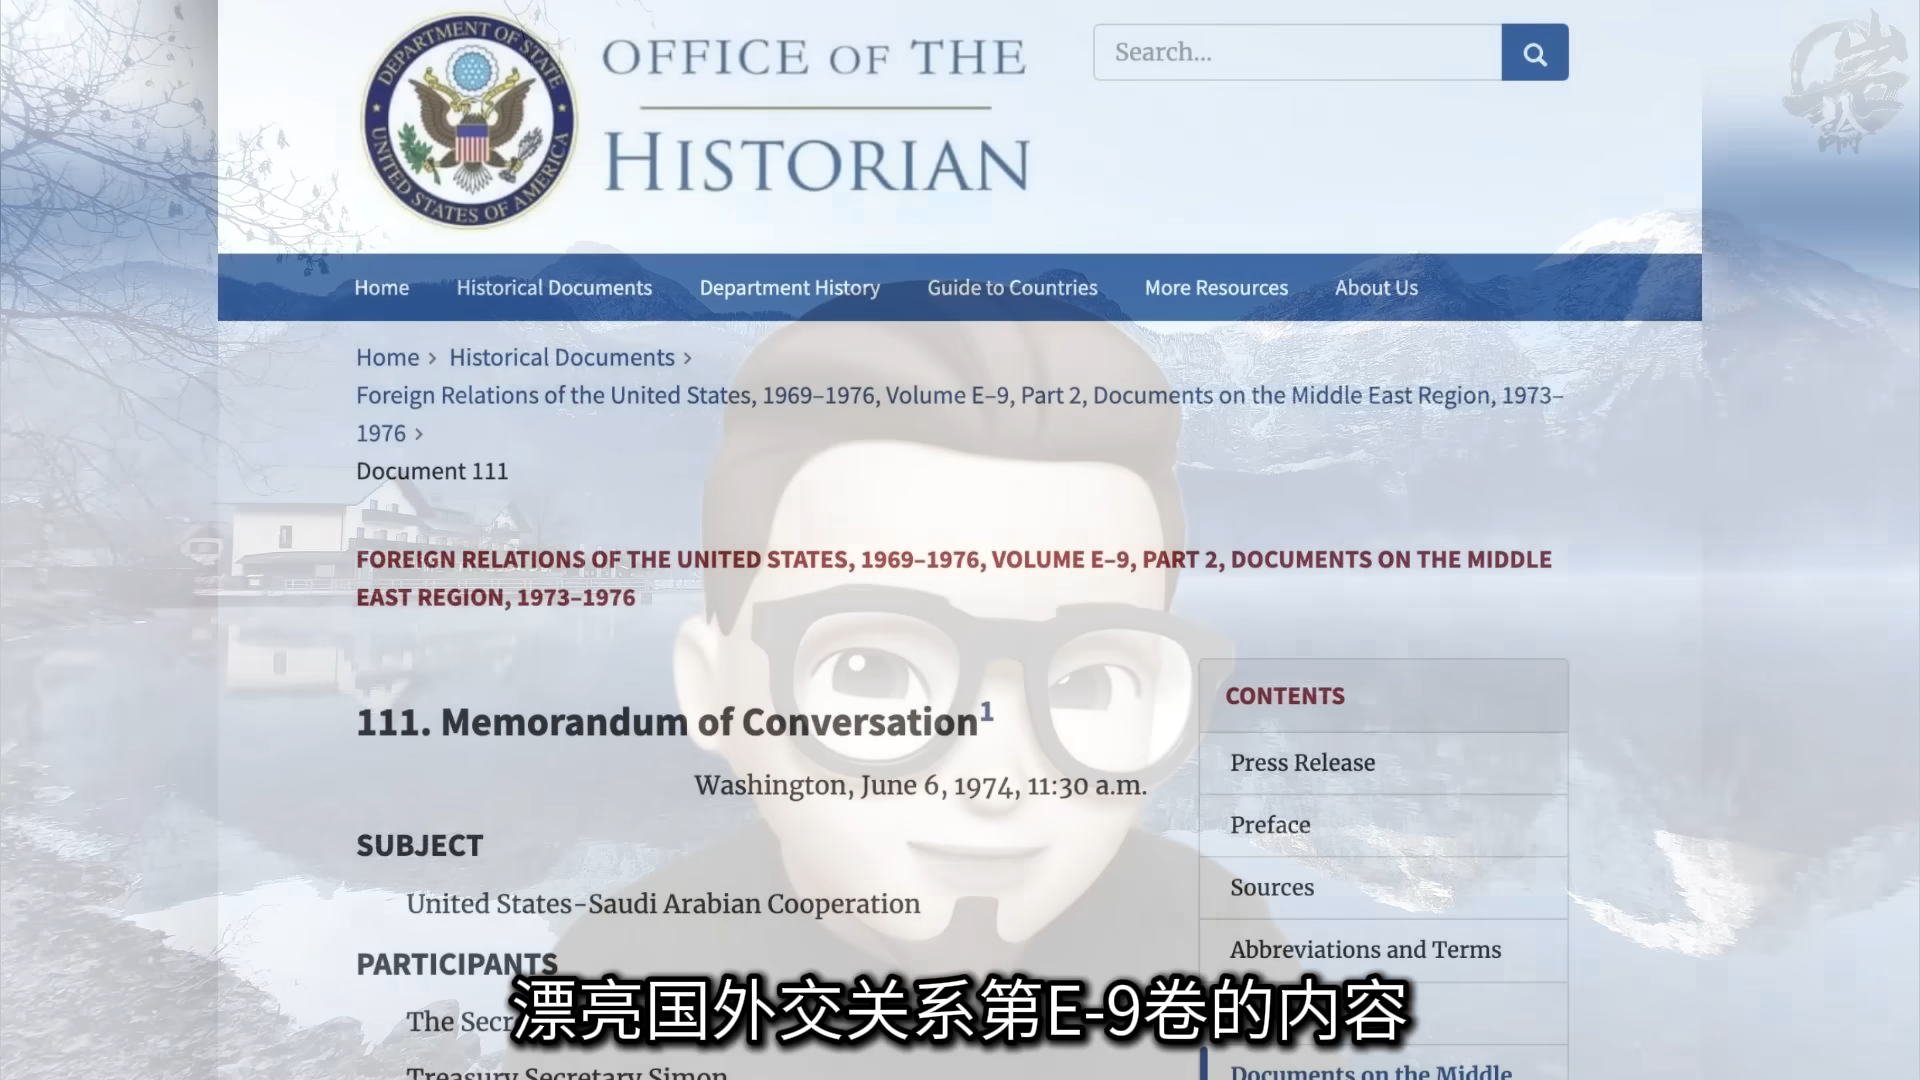 DEPARTMENT OF STATE
UNITED STATES OF AMERICA
OFFICE OF THE
HISTORIAN
Search...
Home Historical Documents Department History Guide to Countries More Resources About Us
Home › Historical Documents ›
Foreign Relations of the United States, 1969–1976, Volume E–9, Part 2, Documents on the Middle East Region, 1973–
1976 ›
Document 111
FOREIGN RELATIONS OF THE UNITED STATES, 1969–1976, VOLUME E–9, PART 2, DOCUMENTS ON THE MIDDLE
EAST REGION, 1973–1976
111. Memorandum of Conversation1
Washington, June 6, 1974, 11:30 a.m.
SUBJECT
United States–Saudi Arabian Cooperation
PARTICIPANTS
The Secr
Treasury Secretary Simon
CONTENTS
Press Release
Preface
Sources
Abbreviations and Terms
Documents on the Middle
漂亮国外交关系第E-9卷的内容